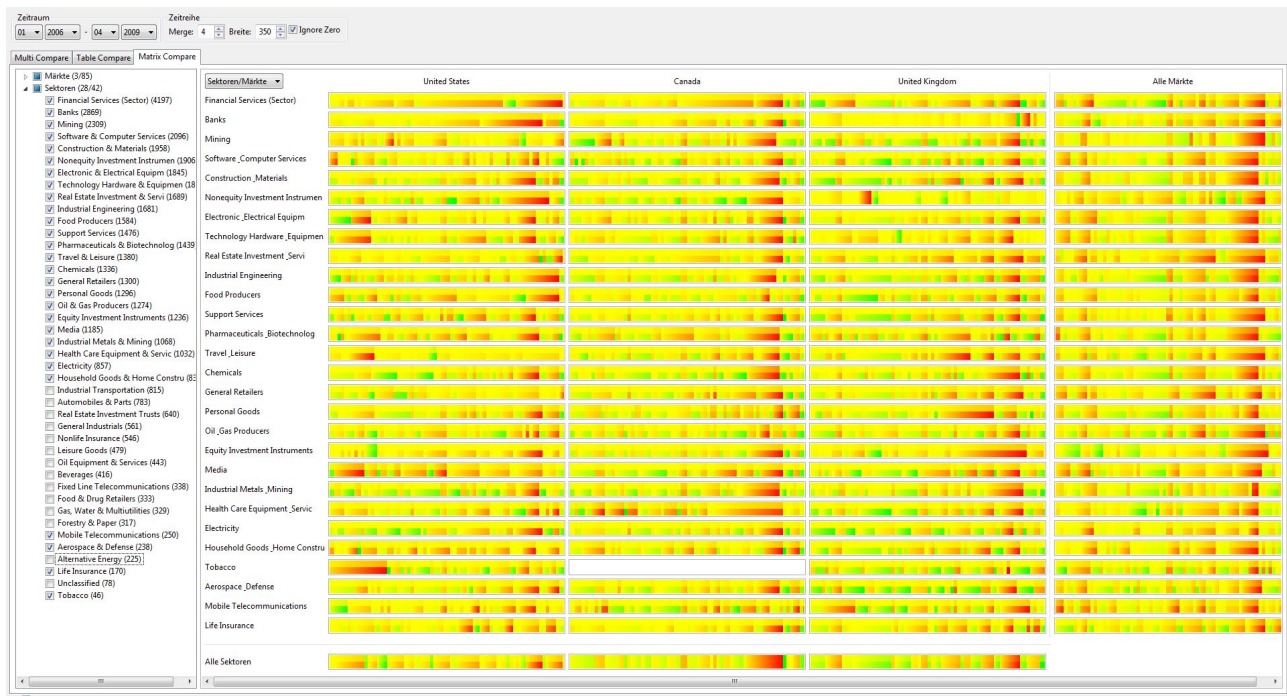 Zeitraum Zeitreihe
01 2006 - 04 2009 Merge: 4 Breite: 350 Ignore Zero
Multi Compare Table Compare Matrix Compare
Märkte (3/85)
Sektoren (28/42)
Financial Services (Sector) (4197)
Banks (2869)
Mining (2309)
Software & Computer Services (2096)
Construction & Materials (1958)
Nonequity Investment Instrumen (1906
Electronic & Electrical Equipm (1845)
Technology Hardware & Equipmen (18
Real Estate Investment & Servi (1689)
Industrial Engineering (1681)
Food Producers (1584)
Support Services (1476)
Pharmaceuticals & Biotechnolog (1439
Travel & Leisure (1380)
Chemicals (1336)
General Retailers (1300)
Personal Goods (1296)
Oil & Gas Producers (1274)
Equity Investment Instruments (1236)
Media (1185)
Industrial Metals & Mining (1068)
Health Care Equipment & Servic (1032)
Electricity (857)
Household Goods & Home Constru (83
Industrial Transportation (815)
Automobiles & Parts (783)
Real Estate Investment Trusts (640)
General Industrials (561)
Nonlife Insurance (546)
Leisure Goods (479)
Oil Equipment & Services (443)
Beverages (416)
Fixed Line Telecommunications (338)
Food & Drug Retailers (333)
Gas, Water & Multiutilities (329)
Forestry & Paper (317)
Mobile Telecommunications (250)
Aerospace & Defense (238)
Alternative Energy (225)
Life Insurance (170)
Unclassified (78)
Tobacco (46)
Sektoren/Märkte United States Canada United Kingdom Alle Märkte
Financial Services (Sector)
Banks
Mining
Software _Computer Services
Construction _Materials
Nonequity Investment Instrumen
Electronic _Electrical Equipm
Technology Hardware _Equipmen
Real Estate Investment _Servi
Industrial Engineering
Food Producers
Support Services
Pharmaceuticals _Biotechnolog
Travel _Leisure
Chemicals
General Retailers
Personal Goods
Oil _Gas Producers
Equity Investment Instruments
Media
Industrial Metals _Mining
Health Care Equipment _Servic
Electricity
Household Goods _Home Constru
Tobacco
Aerospace _Defense
Mobile Telecommunications
Life Insurance
Alle Sektoren